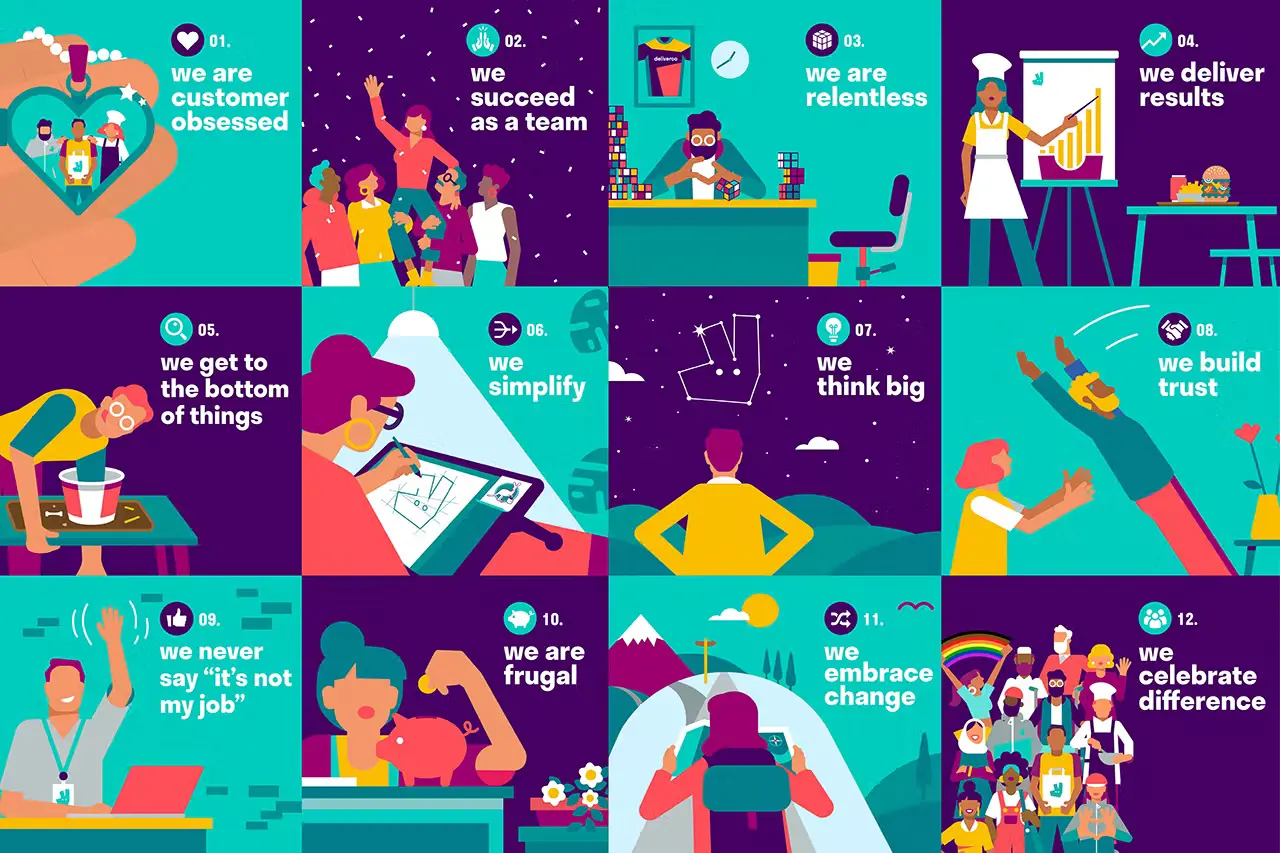 01.
we are
customer
obsessed
02.
we
succeed
as a team
03.
we are
relentless
deliveroo
04.
we deliver
results
05.
we get to
the bottom
of things
06.
we
simplify
07.
we
think big
08.
we build
trust
09.
we never
say “it’s not
my job”
10.
we are
frugal
11.
we
embrace
change
12.
we
celebrate
difference